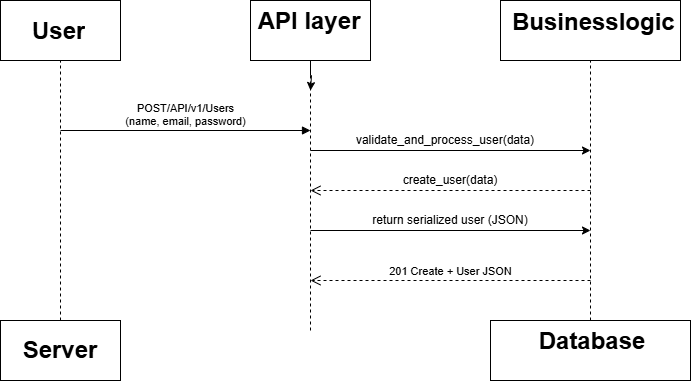 User
API layer
Businesslogic
POST/API/v1/Users
(name, email, password)
validate_and_process_user(data)
create_user(data)
return serialized user (JSON)
201 Create + User JSON
Server
Database